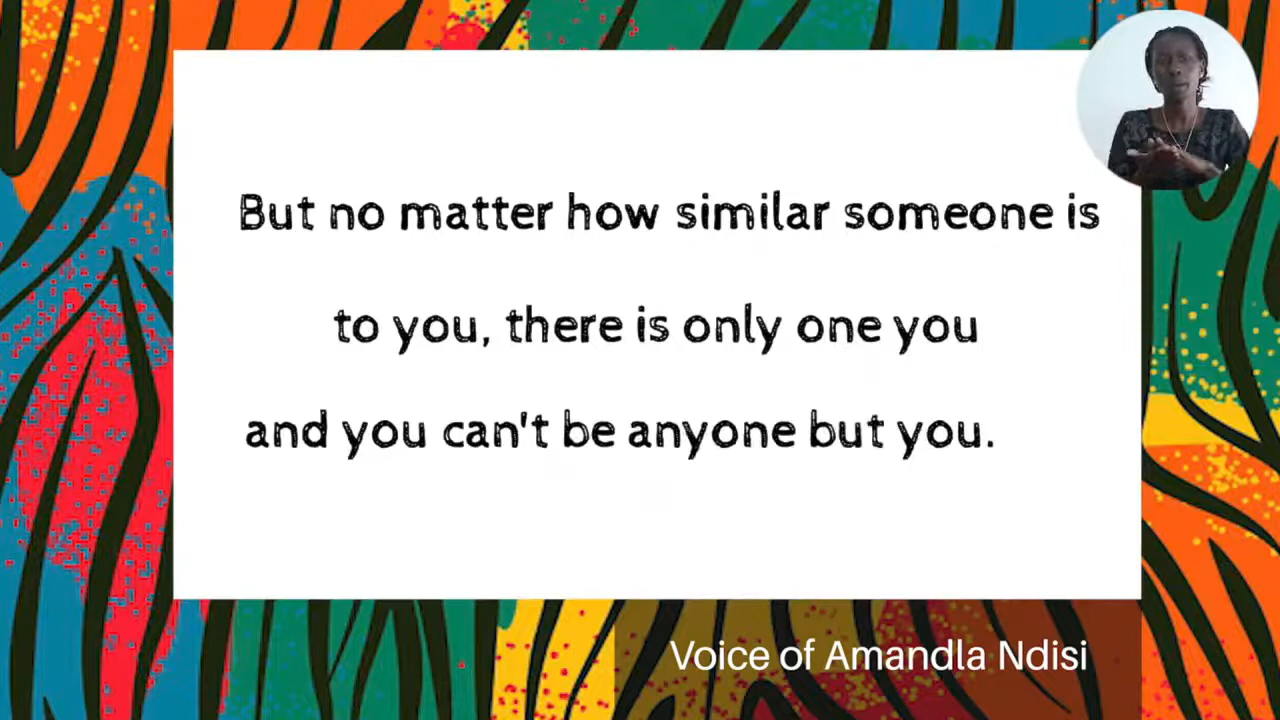 But no matter how similar someone is
to you, there is only one you
and you can't be anyone but you.
Voice of Amandla Ndisi